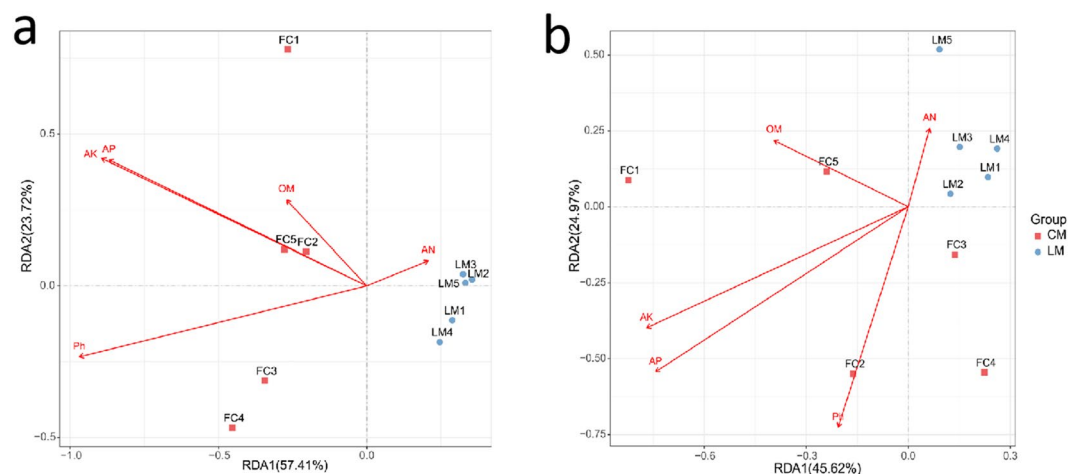 a
FC1
0.5
AK
AP
OM
FC5
FC2
AN
LM3
LM2
LM5
0.0
LM1
LM4
Ph
FC3
FC4
−0.5
−1.0
−0.5
0.0
RDA1(57.41%)
RDA2(23.72%)
b
LM5
0.50
AN
0.25
OM
LM3
LM4
FC5
FC1
LM1
LM2
0.00
FC3
−0.25
AK
AP
−0.50
FC2
FC4
Ph
−0.75
−0.9
−0.6
−0.3
0.0
0.3
RDA1(45.62%)
RDA2(24.97%)
Group
CM
LM